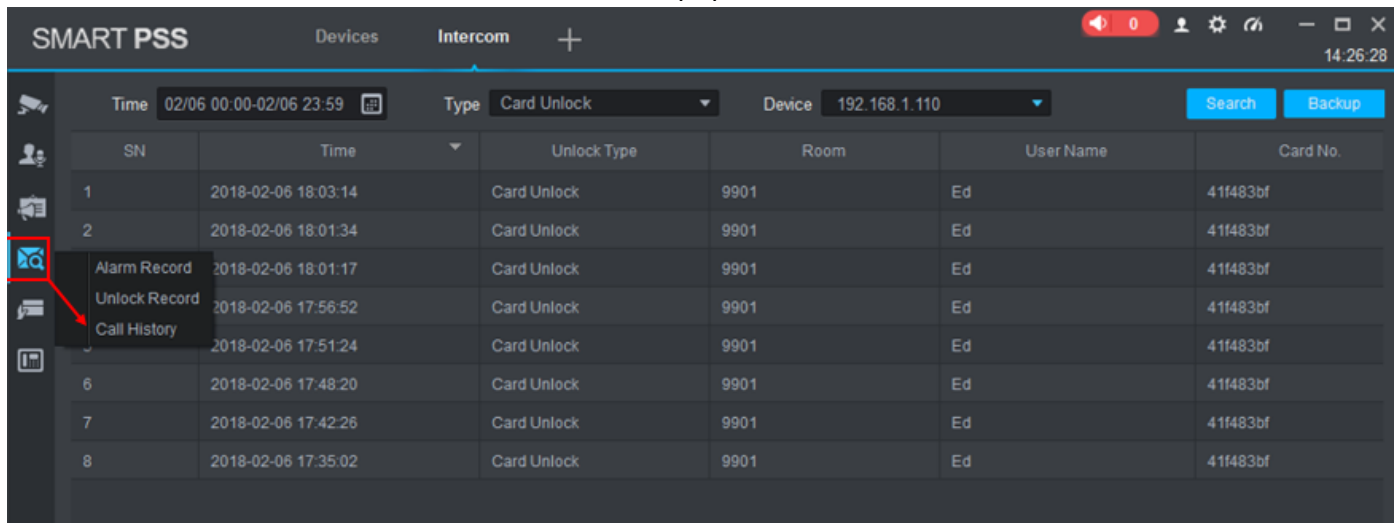 SMART PSS Devices Intercom + 0
14:26:28
Time 02/06 00:00-02/06 23:59 Type Card Unlock Device 192.168.1.110 Search Backup
SN Time Unlock Type Room User Name Card No.
1 2018-02-06 18:03:14 Card Unlock 9901 Ed 41f483bf
2 2018-02-06 18:01:34 Card Unlock 9901 Ed 41f483bf
Alarm Record 2018-02-06 18:01:17 Card Unlock 9901 Ed 41f483bf
Unlock Record 2018-02-06 17:56:52 Card Unlock 9901 Ed 41f483bf
Call History 2018-02-06 17:51:24 Card Unlock 9901 Ed 41f483bf
6 2018-02-06 17:48:20 Card Unlock 9901 Ed 41f483bf
7 2018-02-06 17:42:26 Card Unlock 9901 Ed 41f483bf
8 2018-02-06 17:35:02 Card Unlock 9901 Ed 41f483bf